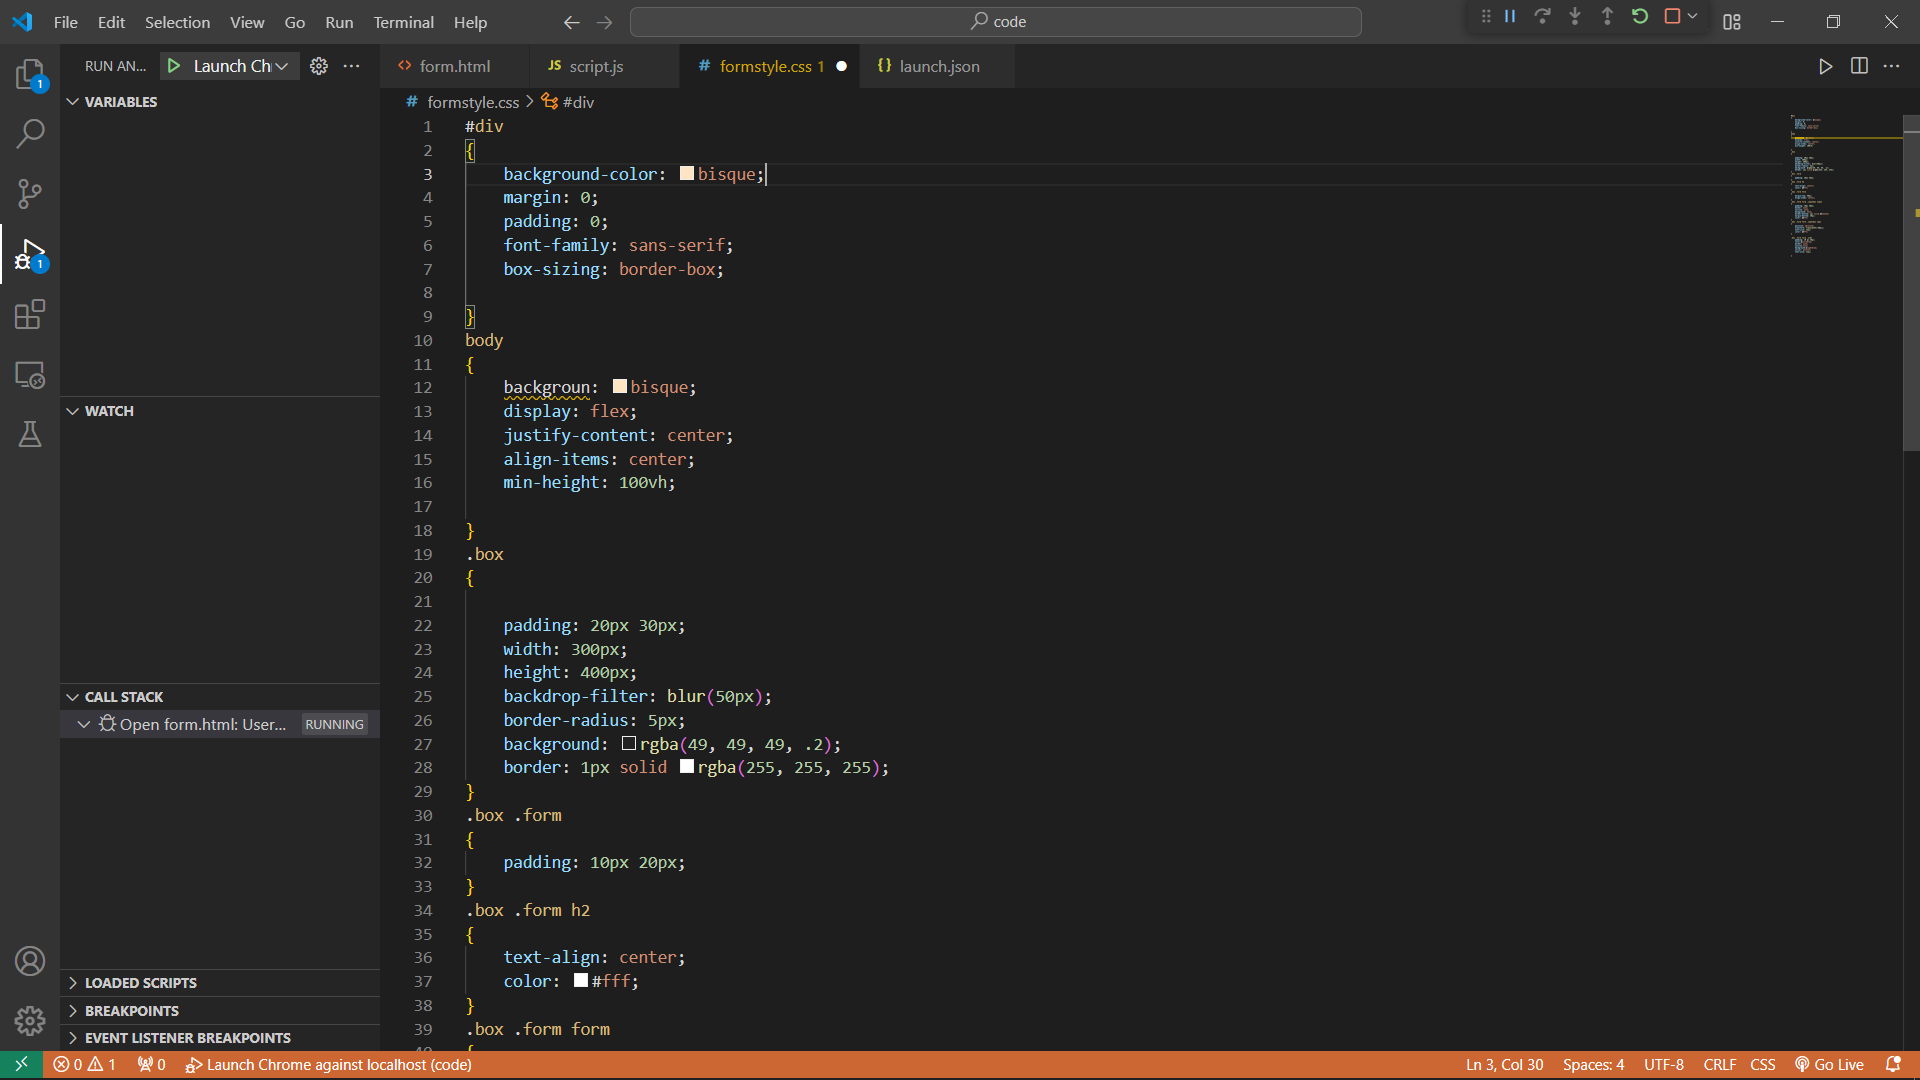 File Edit Selection View Go Run Terminal Help code
RUN AN... Launch Ch
form.html JS script.js # formstyle.css 1 {} launch.json
# formstyle.css > #div
VARIABLES
WATCH
CALL STACK
Open form.html: User... RUNNING
LOADED SCRIPTS
BREAKPOINTS
EVENT LISTENER BREAKPOINTS
1
1
1 #div
2 {
3 background-color: bisque;
4 margin: 0;
5 padding: 0;
6 font-family: sans-serif;
7 box-sizing: border-box;
8
9 }
10 body
11 {
12 backgroun: bisque;
13 display: flex;
14 justify-content: center;
15 align-items: center;
16 min-height: 100vh;
17
18 }
19 .box
20 {
21
22 padding: 20px 30px;
23 width: 300px;
24 height: 400px;
25 backdrop-filter: blur(50px);
26 border-radius: 5px;
27 background: rgba(49, 49, 49, .2);
28 border: 1px solid rgba(255, 255, 255);
29 }
30 .box .form
31 {
32 padding: 10px 20px;
33 }
34 .box .form h2
35 {
36 text-align: center;
37 color: #fff;
38 }
39 .box .form form
40 {
0 1 0 Launch Chrome against localhost (code) Ln 3, Col 30 Spaces: 4 UTF-8 CRLF CSS Go Live